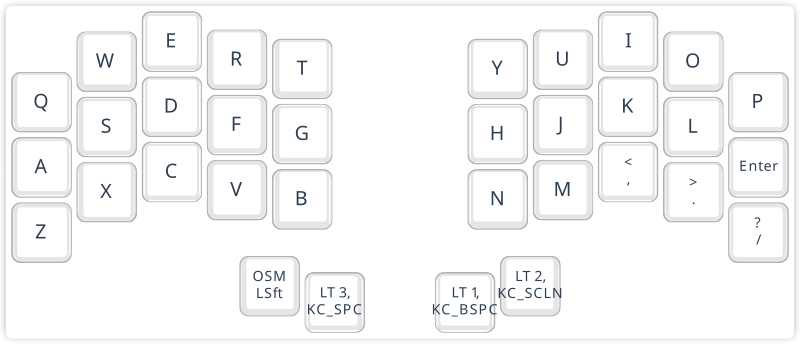 Q W E R T Y U I O P
A S D F G H J K L Enter
Z X C V B N M < , > . ? /
OSM
LSft
LT 3,
KC_SPC
LT 1,
KC_BSPC
LT 2,
KC_SCLN